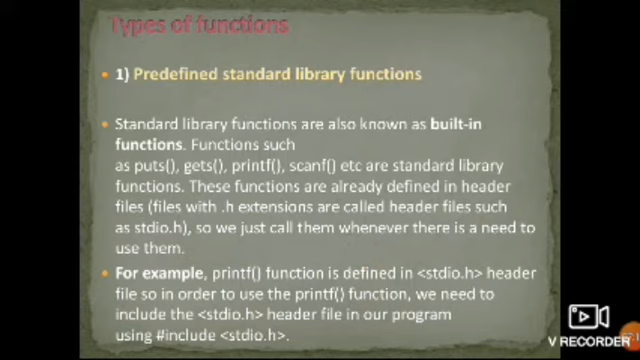 Types of functions
1) Predefined standard library functions
Standard library functions are also known as built-in
functions. Functions such
as puts(), gets(), printf(), scanf() etc are standard library
functions. These functions are already defined in header
files (files with .h extensions are called header files such
as stdio.h), so we just call them whenever there is a need to
use them.
For example, printf() function is defined in <stdio.h> header
file so in order to use the printf() function, we need to
include the <stdio.h> header file in our program
using #include <stdio.h>.
V RECORDER